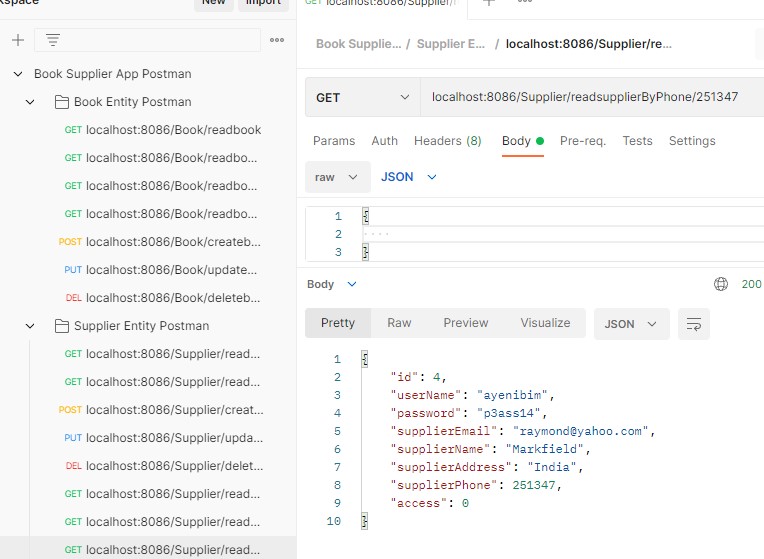 kspace
New
Import
GET localhost:8086/Supplier/r
Book Supplie... / Supplier E... / localhost:8086/Supplier/re...
Book Supplier App Postman
Book Entity Postman
GET localhost:8086/Book/readbook
GET localhost:8086/Book/readbo...
GET localhost:8086/Book/readbo...
GET localhost:8086/Book/readbo...
POST localhost:8086/Book/createb...
PUT localhost:8086/Book/update...
DEL localhost:8086/Book/deleteb...
Supplier Entity Postman
GET localhost:8086/Supplier/read...
GET localhost:8086/Supplier/read...
POST localhost:8086/Supplier/creat...
PUT localhost:8086/Supplier/upda...
DEL localhost:8086/Supplier/delet...
GET localhost:8086/Supplier/read...
GET localhost:8086/Supplier/read...
GET localhost:8086/Supplier/read...
GET localhost:8086/Supplier/readsupplierByPhone/251347
Params Auth Headers (8) Body Pre-req. Tests Settings
raw JSON
1 {
2
3 }
Body 200
Pretty Raw Preview Visualize JSON
1 {
2 "id": 4,
3 "userName": "ayenibim",
4 "password": "p3ass14",
5 "supplierEmail": "raymond@yahoo.com",
6 "supplierName": "Markfield",
7 "supplierAddress": "India",
8 "supplierPhone": 251347,
9 "access": 0
10 }